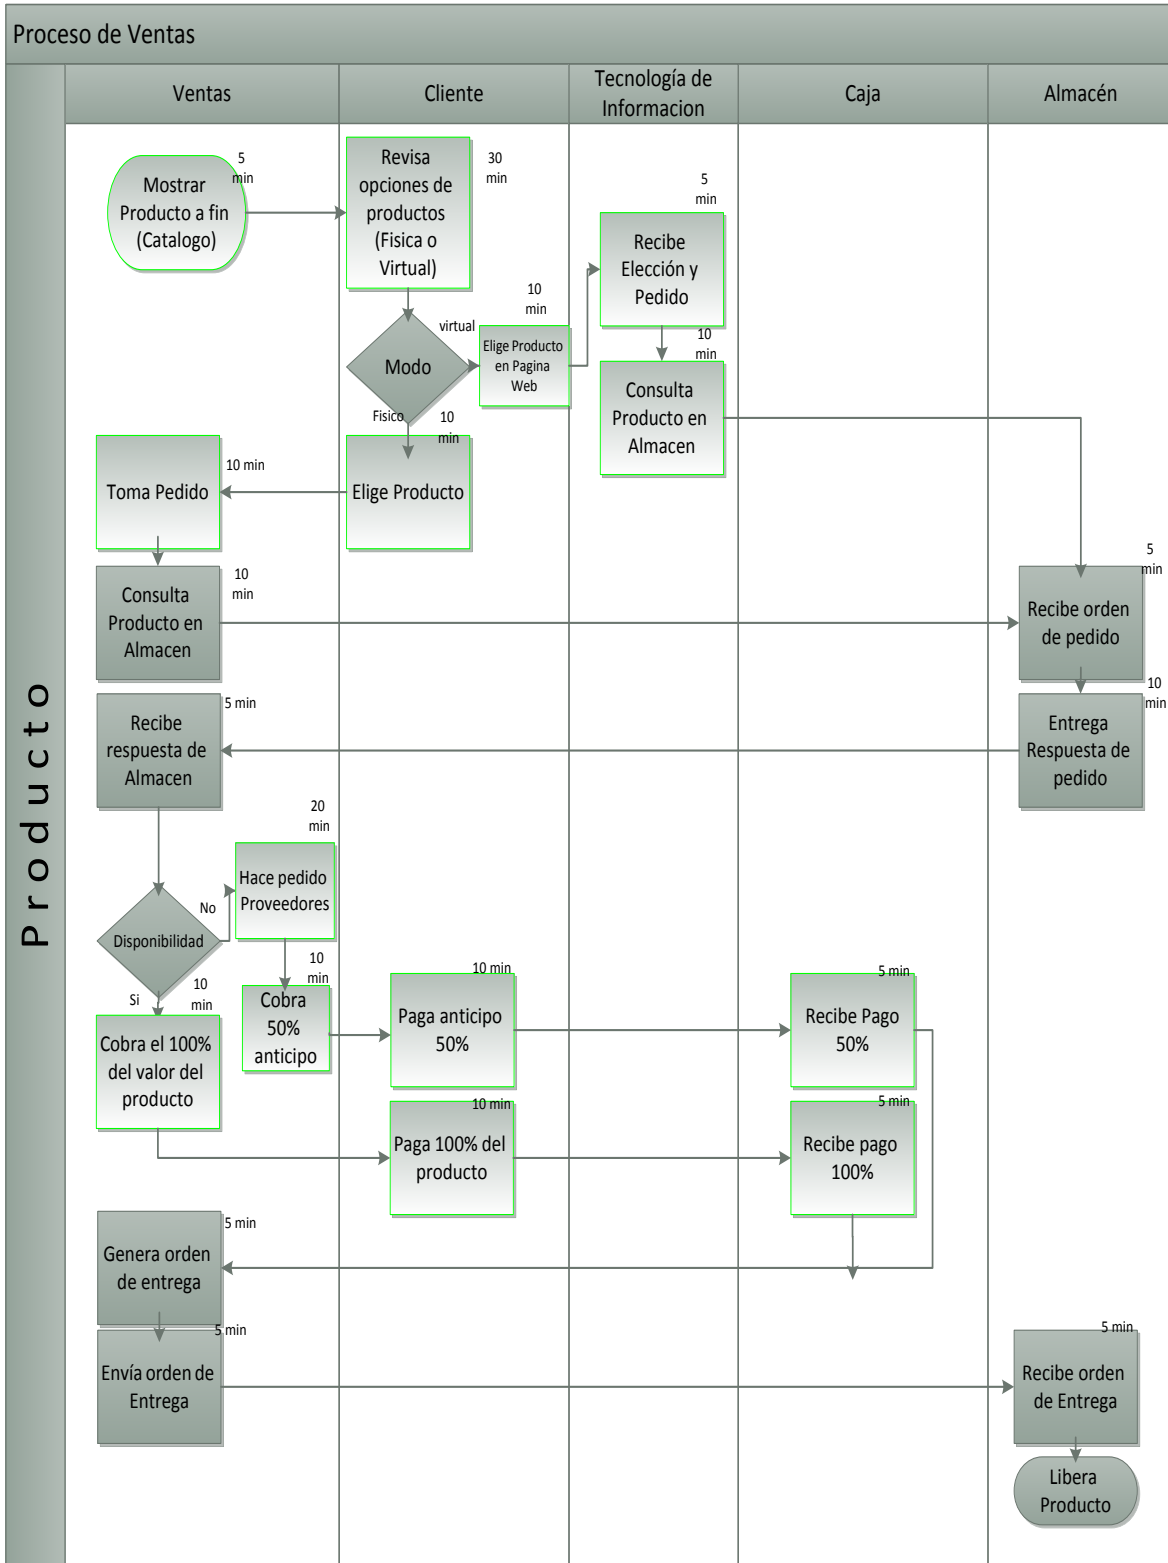 Proceso de Ventas
Producto
Ventas
Cliente
Tecnología de
Informacion
Caja
Almacén
5
min
Mostrar
Producto a fin
(Catalogo)
Revisa
opciones de
productos
(Fisica o
Virtual)
30
min
5
min
Recibe
Elección y
Pedido
Modo
virtual
10
min
Elige Producto
en Pagina
Web
10
min
Consulta
Producto en
Almacen
Fisico
10
min
Elige Producto
10 min
Toma Pedido
10
min
Consulta
Producto en
Almacen
5
min
Recibe orden
de pedido
10
min
Entrega
Respuesta de
pedido
5 min
Recibe
respuesta de
Almacen
20
min
Hace pedido
Proveedores
No
Disponibilidad
Si
10
min
Cobra el 100%
del valor del
producto
10
min
Cobra
50%
anticipo
10 min
Paga anticipo
50%
5 min
Recibe Pago
50%
10 min
Paga 100% del
producto
5 min
Recibe pago
100%
5 min
Genera orden
de entrega
5 min
Envía orden de
Entrega
5 min
Recibe orden
de Entrega
Libera
Producto